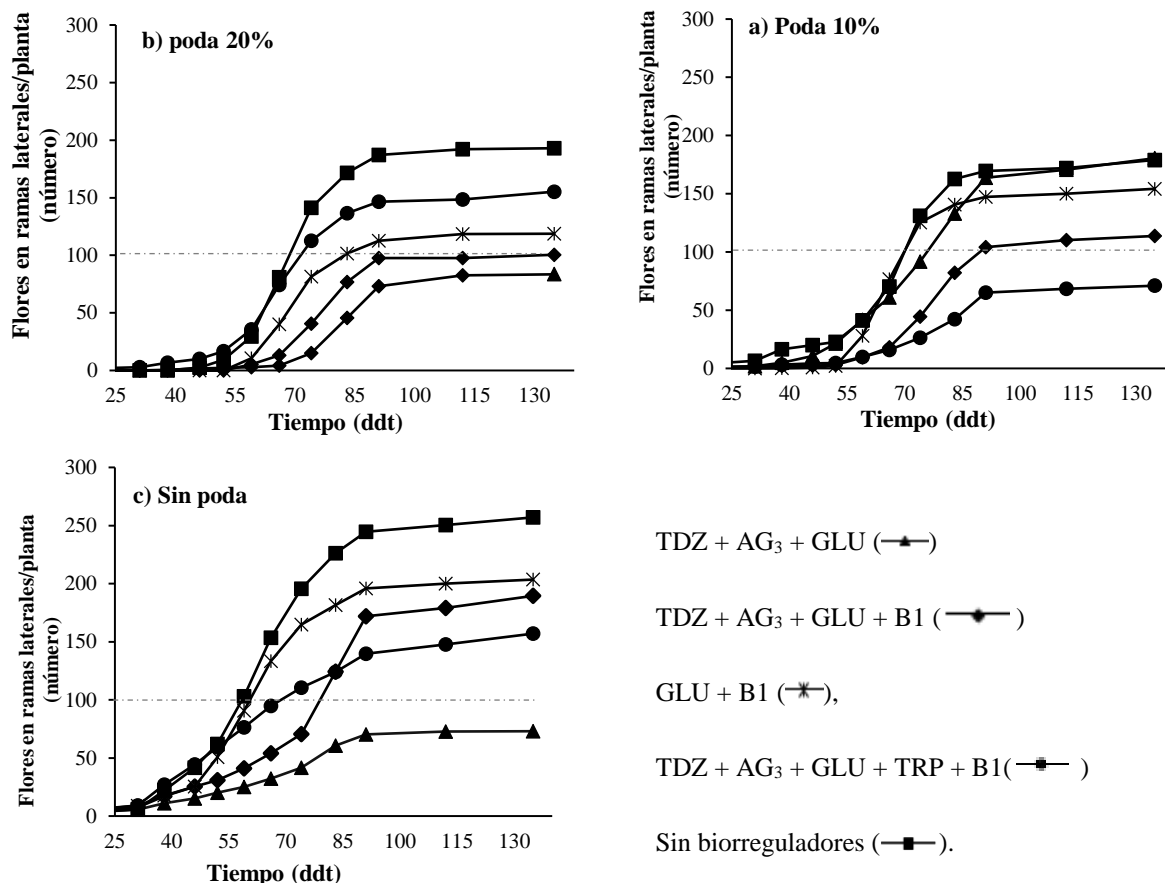 b) poda 20%
Flores en ramas laterales/planta
(número)
300
250
200
150
100
50
0
25 40 55 70 85 100 115 130
Tiempo (ddt)
a) Poda 10%
Flores en ramas laterales/planta
(número)
300
250
200
150
100
50
0
25 40 55 70 85 100 115 130
Tiempo (ddt)
c) Sin poda
Flores en ramas laterales/planta
(número)
300
250
200
150
100
50
0
25 40 55 70 85 100 115 130
Tiempo (ddt)
TDZ + AG₃ + GLU ( )
TDZ + AG₃ + GLU + B1 ( )
GLU + B1 ( ),
TDZ + AG₃ + GLU + TRP + B1( )
Sin biorreguladores ( ).